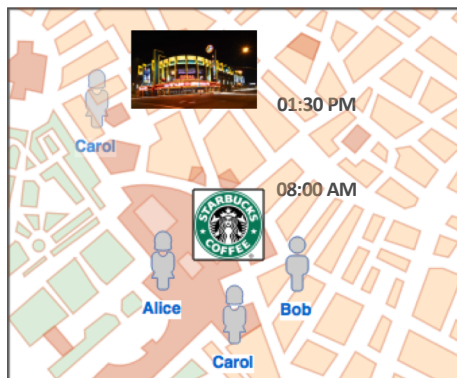 01:30 PM
Carol
08:00 AM
STARBUCKS
COFFEE
®
Alice
Bob
Carol